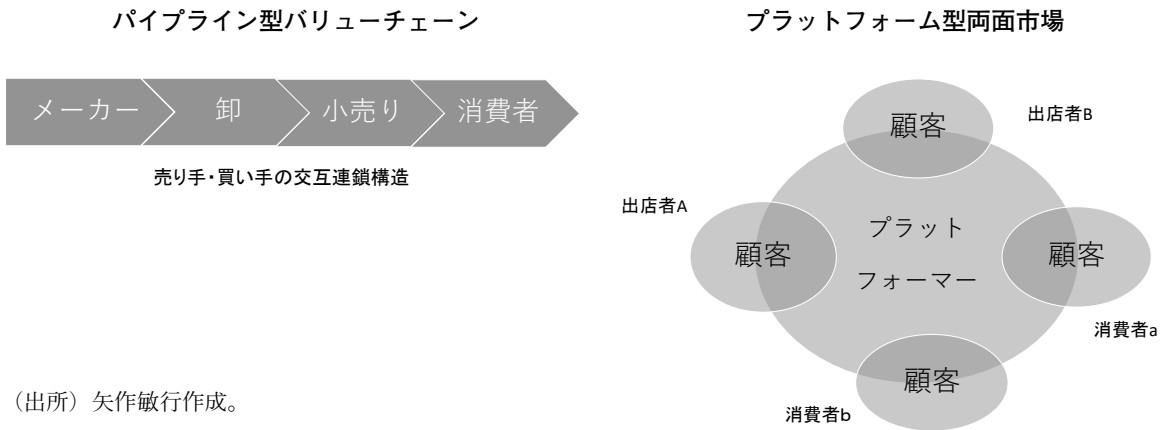 パイプライン型バリューチェーン
メーカー
卸
小売り
消費者
売り手・買い手の交互連鎖構造
（出所）矢作敏行作成。
プラットフォーム型両面市場
顧客
出店者B
出店者A
顧客
プラット
フォーマー
顧客
消費者a
顧客
消費者b